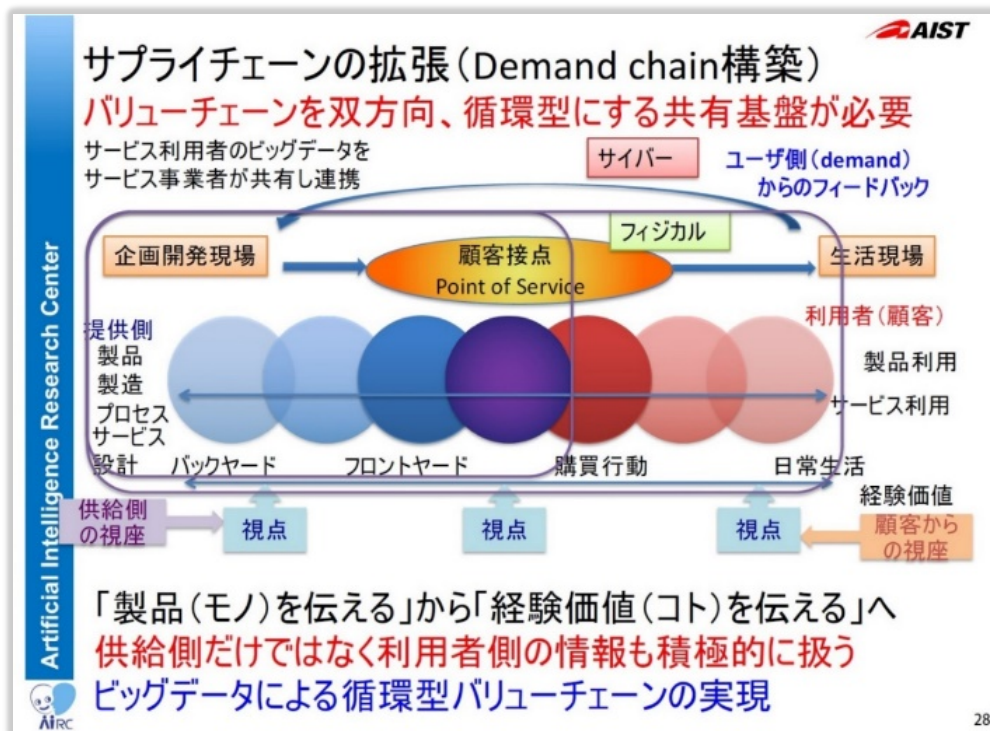 AIST
サプライチェーンの拡張(Demand chain構築)
バリューチェーンを双方向、循環型にする共有基盤が必要
サービス利用者のビッグデータを
サービス事業者が共有し連携
サイバー
ユーザ側(demand)
からのフィードバック
企画開発現場
顧客接点
Point of Service
フィジカル
生活現場
提供側
製品
製造
プロセス
サービス
設計
利用者(顧客)
製品利用
サービス利用
バックヤード
フロントヤード
購買行動
日常生活
経験価値
供給側
の視座
視点
視点
視点
顧客から
の視座
「製品(モノ)を伝える」から「経験価値(コト)を伝える」へ
供給側だけではなく利用者側の情報も積極的に扱う
ビッグデータによる循環型バリューチェーンの実現
Artificial Intelligence Research Center
AiRC
28